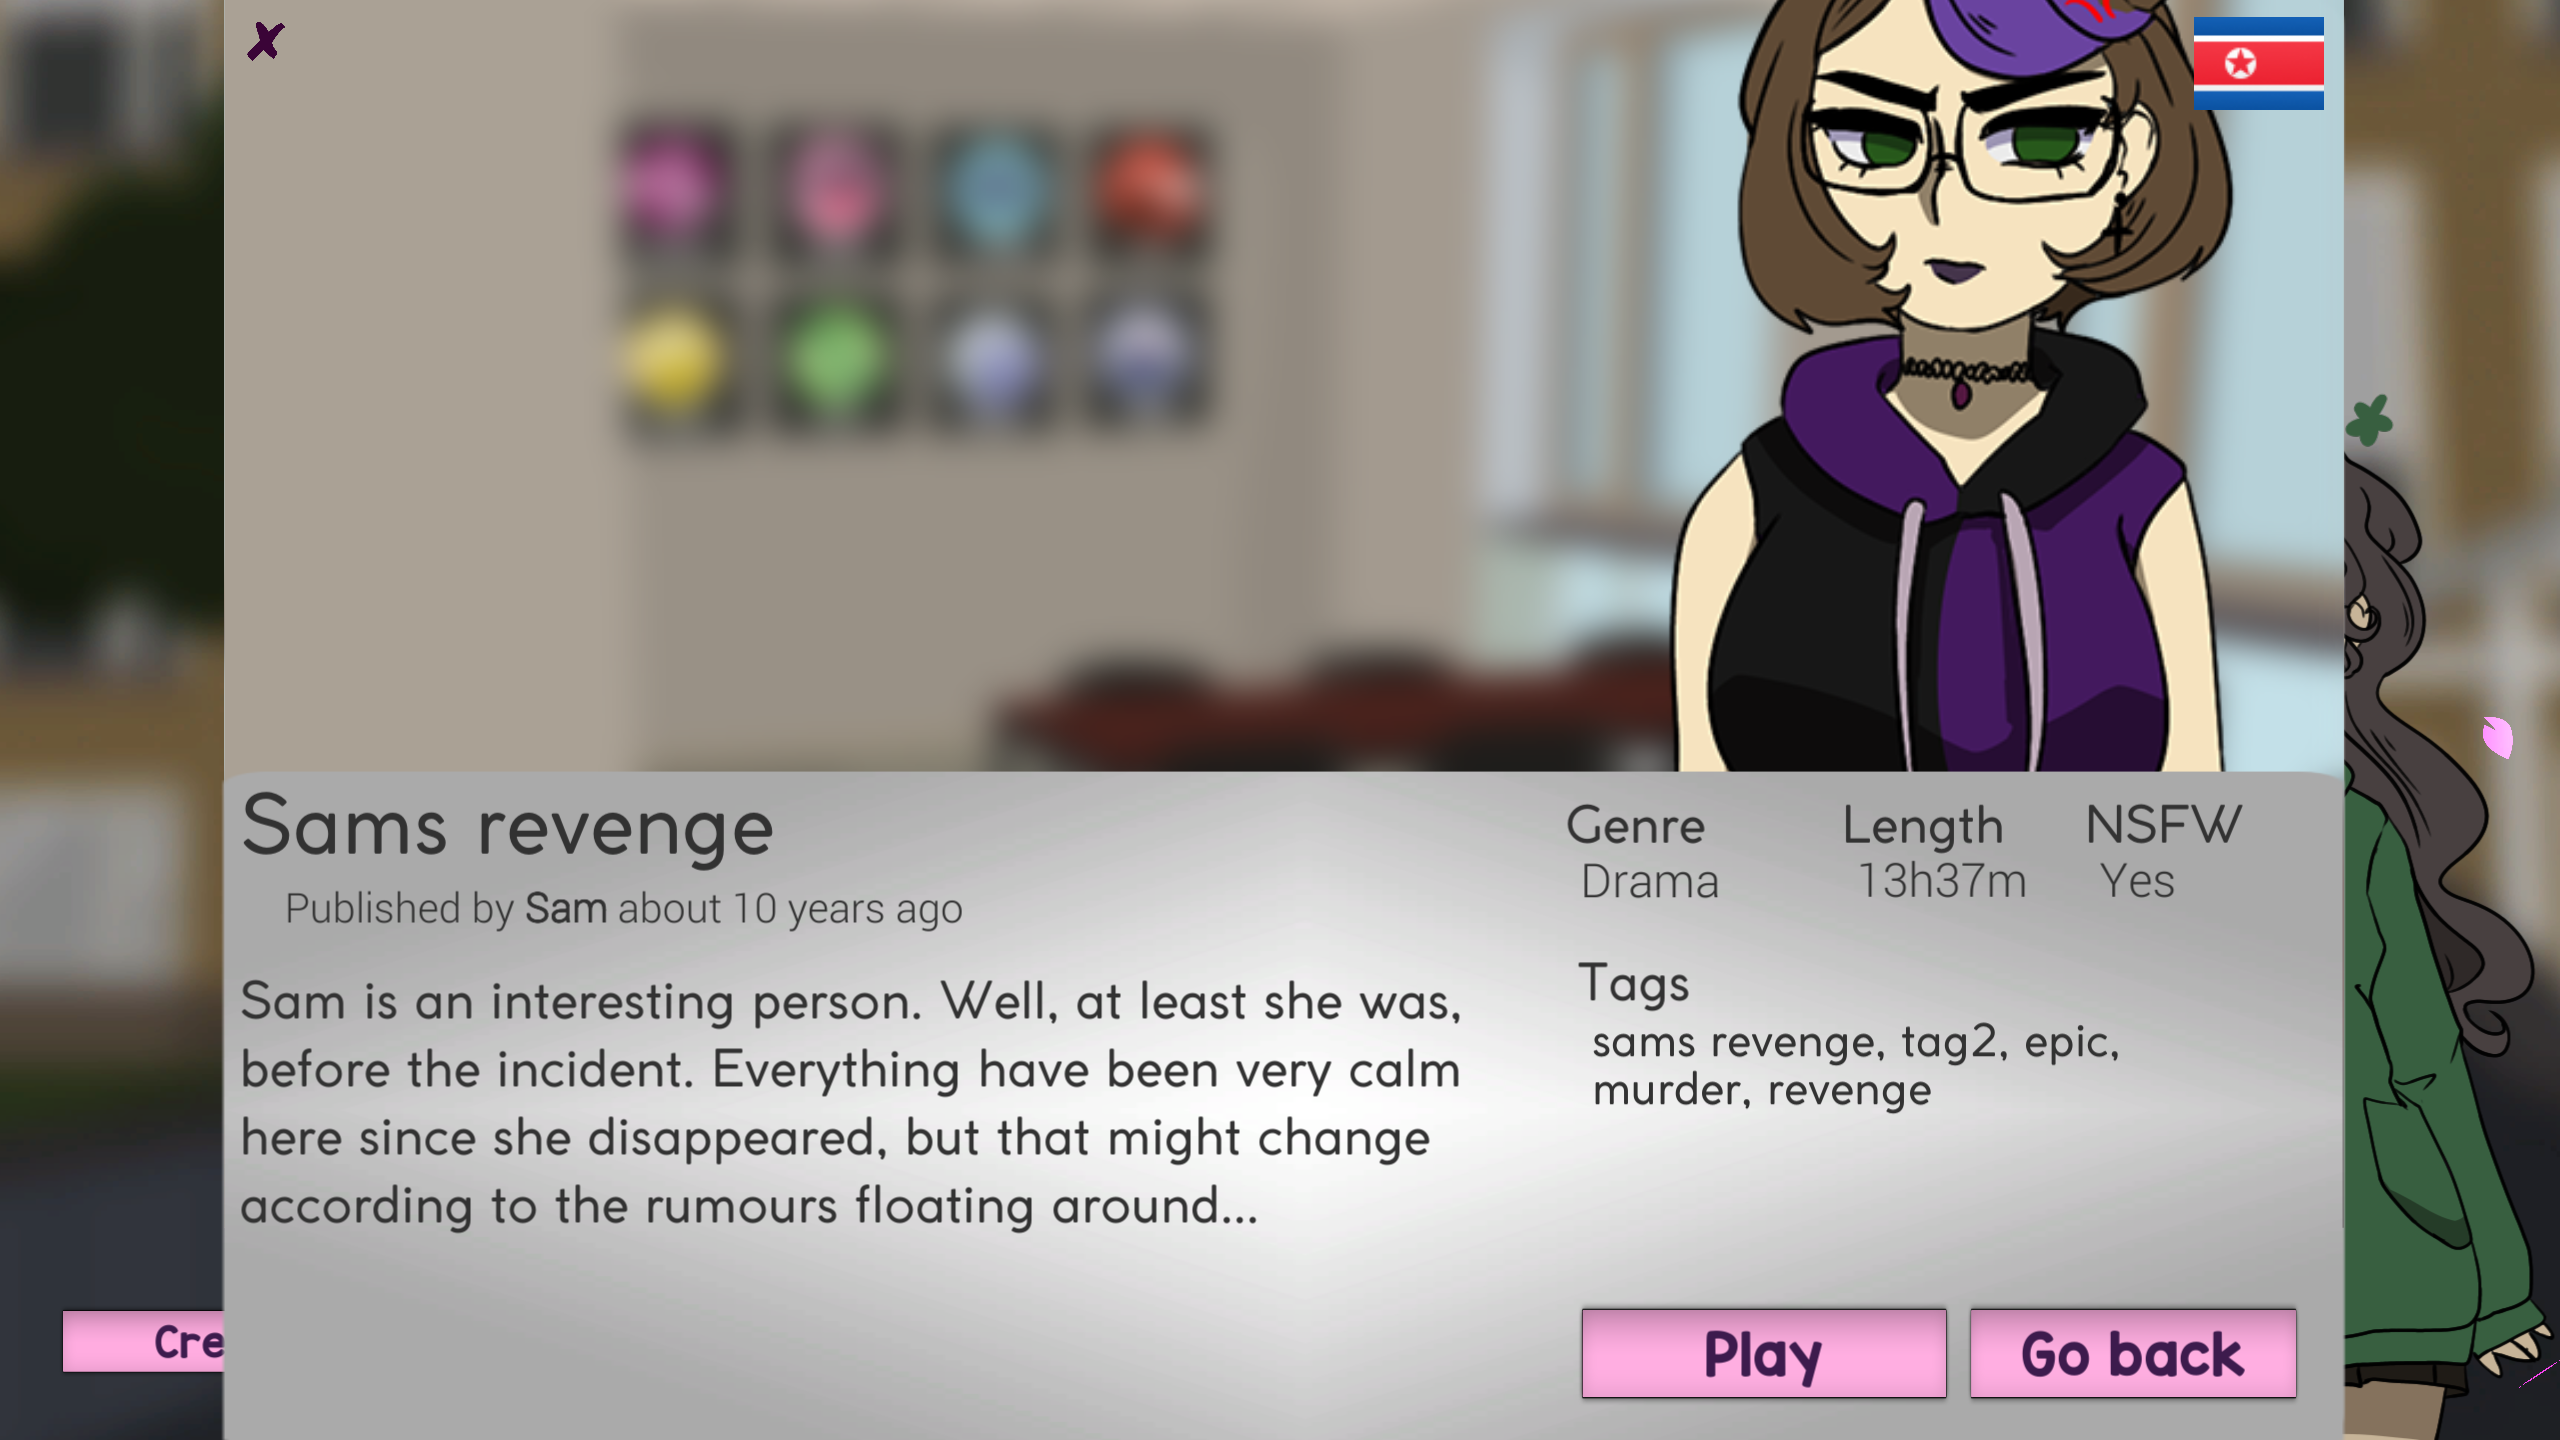 Sams revenge
Published by Sam about 10 years ago
Sam is an interesting person. Well, at least she was,
before the incident. Everything have been very calm
here since she disappeared, but that might change
according to the rumours floating around...
Genre
Drama
Length
13h37m
NSFW
Yes
Tags
sams revenge, tag2, epic,
murder, revenge
Cre
Play
Go back